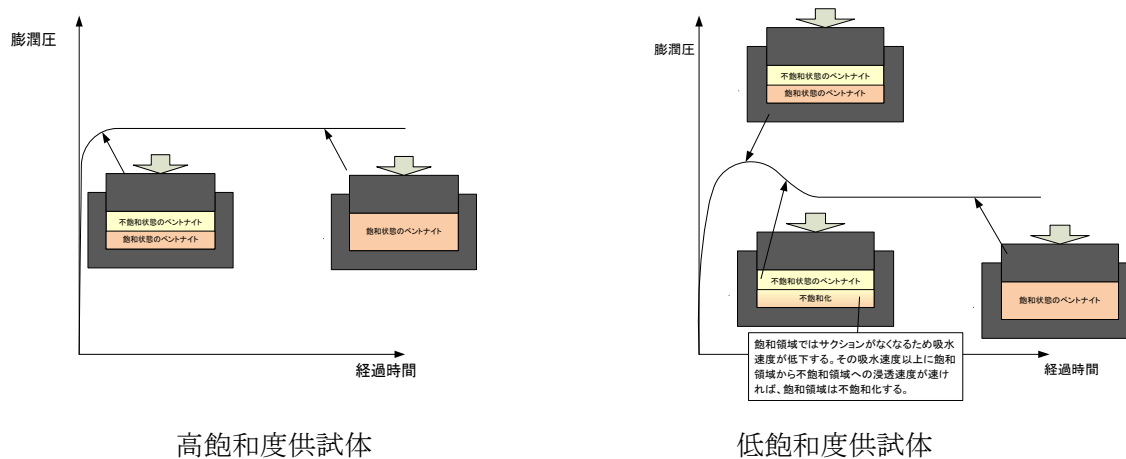 膨潤圧
不飽和状態のベントナイト
飽和状態のベントナイト
飽和状態のベントナイト
経過時間
高飽和度供試体
膨潤圧
不飽和状態のベントナイト
飽和状態のベントナイト
不飽和状態のベントナイト
不飽和化
飽和状態のベントナイト
飽和領域ではサクションがなくなるため吸水
速度が低下する。その吸水速度以上に飽和
領域から不飽和領域への浸透速度が速け
れば、飽和領域は不飽和化する。
経過時間
低飽和度供試体